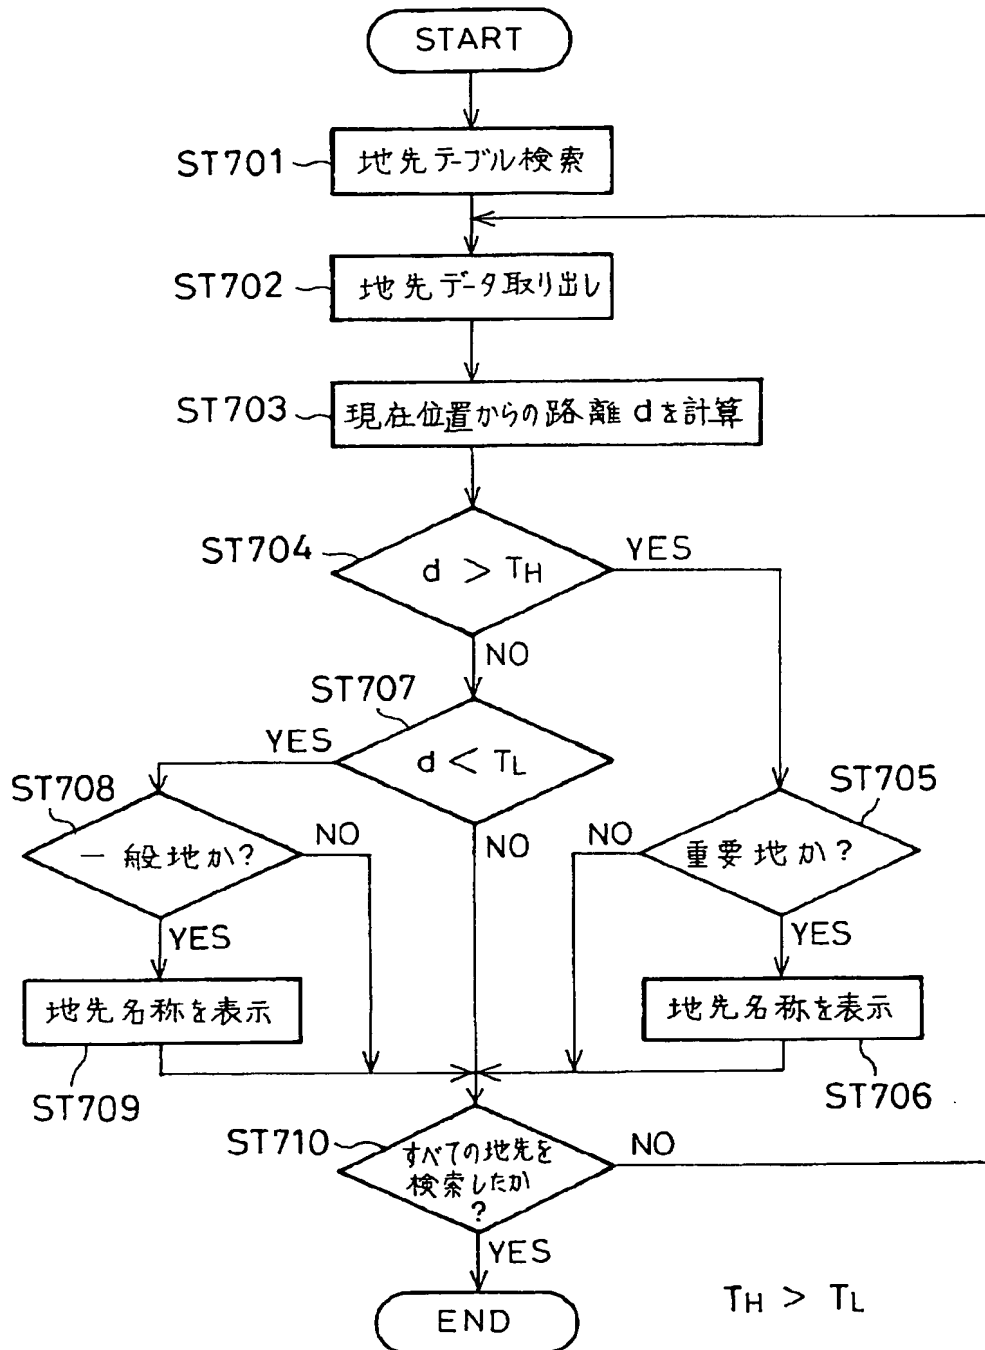 START
ST701
地先テーブル検索
ST702
地先データ取り出し
ST703
現在位置からの路離dを計算
ST704
d > TH
YES
NO
ST707
YES
d < TL
ST708
ST705
一般地か?
NO
NO
NO
重要地か?
YES
YES
地先名称を表示
地先名称を表示
ST709
ST706
ST710
すべての地先を
検索したか
?
NO
YES
TH > TL
END